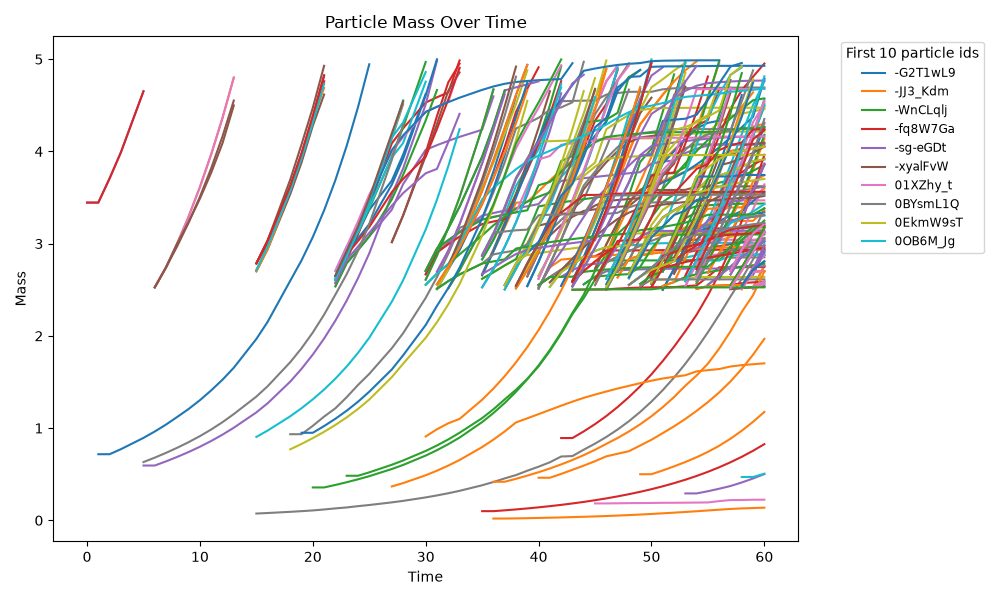 Particle Mass Over Time
Mass
5
4
3
2
1
0
0 10 20 30 40 50 60
Time
First 10 particle ids
-G2T1wL9
-JJ3_Kdm
-WnCLqlj
-fq8W7Ga
-sg-eGDt
-xyalFvW
01XZhy_t
0BYsmL1Q
0EkmW9sT
0OB6M_Jg